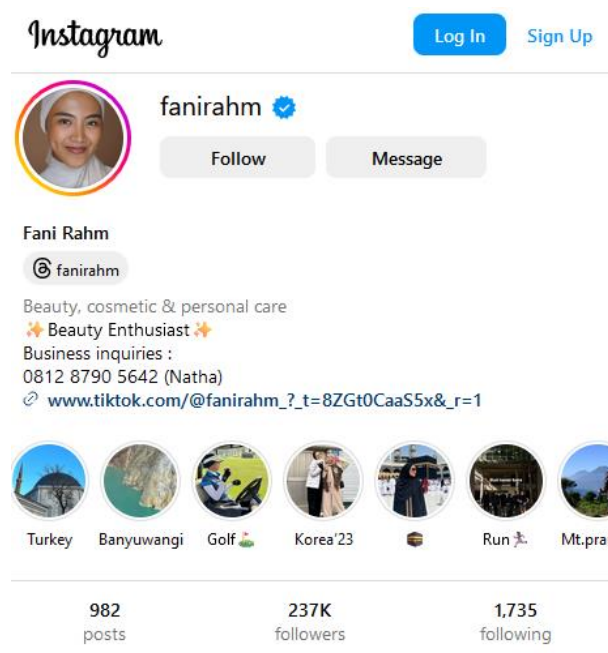 Instagram
Log In
Sign Up
fanirahm
Follow
Message
Fani Rahm
fanirahm
Beauty, cosmetic & personal care
✨Beauty Enthusiast✨
Business inquiries :
0812 8790 5642 (Natha)
www.tiktok.com/@fanirahm_?_t=8ZGt0CaaS5x&_r=1
Turkey
Banyuwangi
Golf⛳
Korea'23
🕋
Run🏃🏻‍♀️
Mt.pra
982
237K
1,735
posts
followers
following